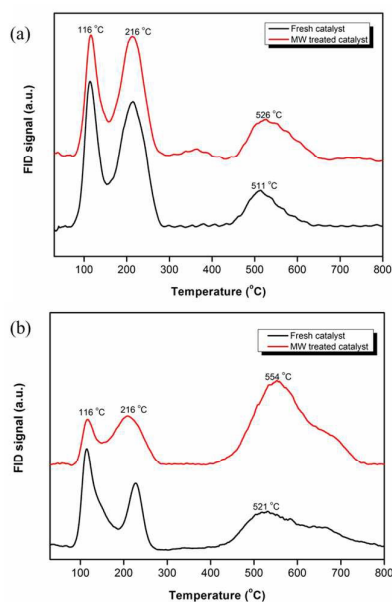 (a)
Fresh catalyst
MW treated catalyst
116 °C
216 °C
526 °C
511 °C
FID signal (a.u.)
100 200 300 400 500 600 700 800
Temperature (°C)
(b)
Fresh catalyst
MW treated catalyst
554 °C
116 °C
216 °C
521 °C
FID signal (a.u.)
100 200 300 400 500 600 700 800
Temperature (°C)